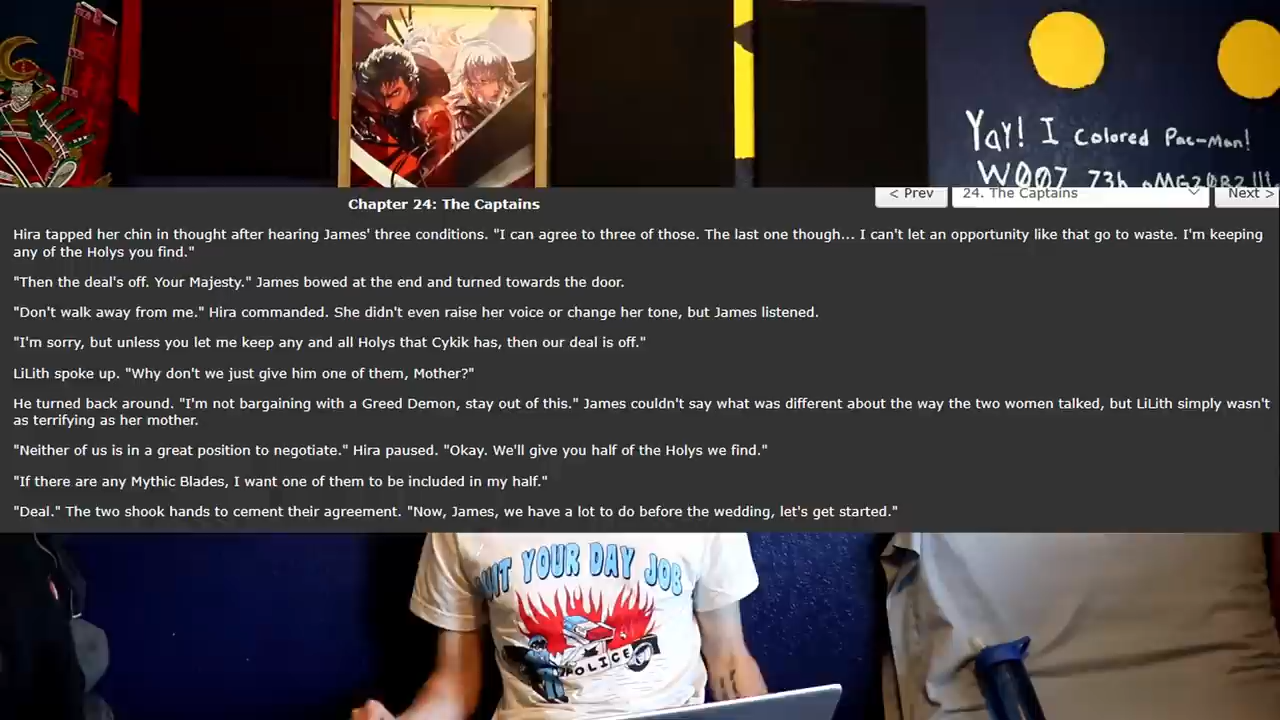 Yay! I Colored Pac-Man!
W007 73h
< Prev
24. The Captains
Next >
Chapter 24: The Captains
Hira tapped her chin in thought after hearing James' three conditions. "I can agree to three of those. The last one though... I can't let an opportunity like that go to waste. I'm keeping
any of the Holys you find."
"Then the deal's off. Your Majesty." James bowed at the end and turned towards the door.
"Don't walk away from me." Hira commanded. She didn't even raise her voice or change her tone, but James listened.
"I'm sorry, but unless you let me keep any and all Holys that Cykik has, then our deal is off."
LiLith spoke up. "Why don't we just give him one of them, Mother?"
He turned back around. "I'm not bargaining with a Greed Demon, stay out of this." James couldn't say what was different about the way the two women talked, but LiLith simply wasn't
as terrifying as her mother.
"Neither of us is in a great position to negotiate." Hira paused. "Okay. We'll give you half of the Holys we find."
"If there are any Mythic Blades, I want one of them to be included in my half."
"Deal." The two shook hands to cement their agreement. "Now, James, we have a lot to do before the wedding, let's get started."
YOUR DAY JOB
POLICE